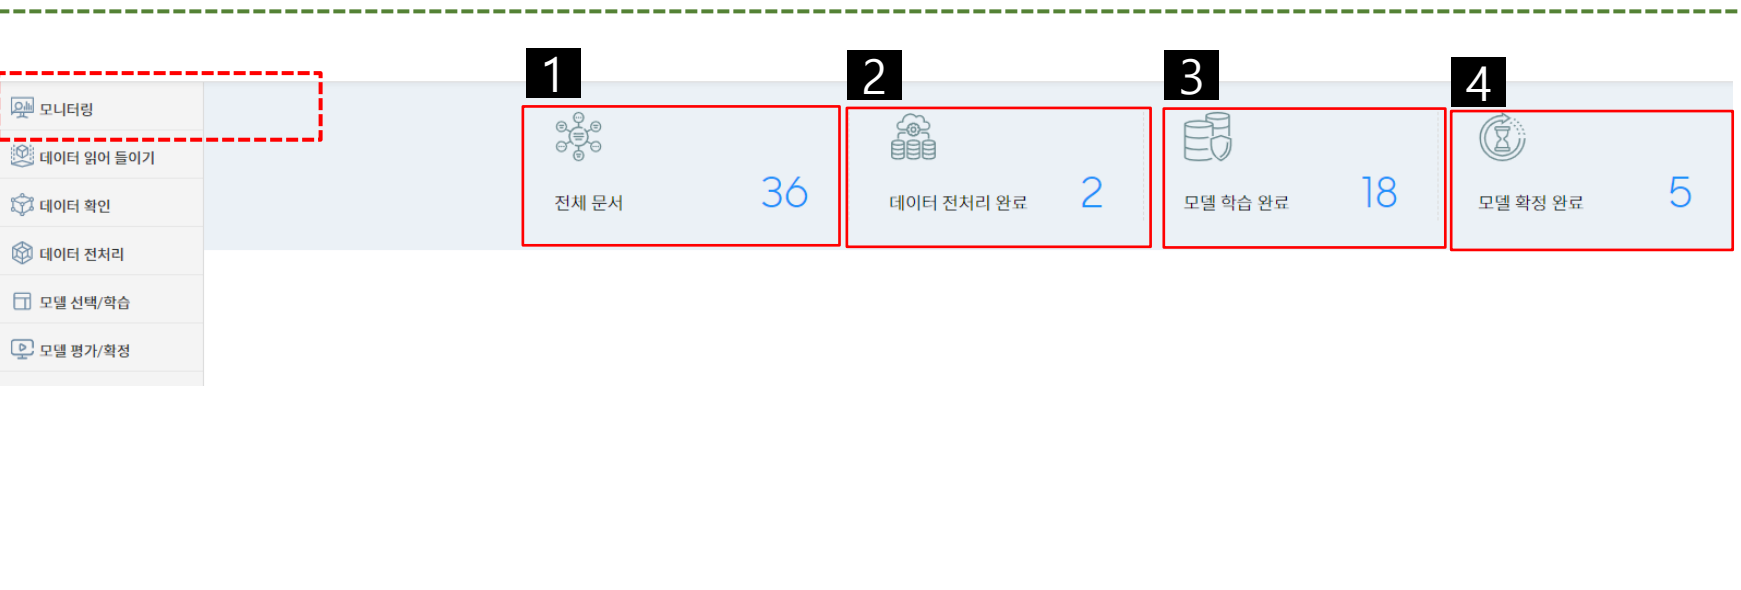 모니터링
데이터 읽어 들이기
데이터 확인
데이터 전처리
모델 선택/학습
모델 평가/확정
1
전체 문서 36
2
데이터 전처리 완료 2
3
모델 학습 완료 18
4
모델 확정 완료 5